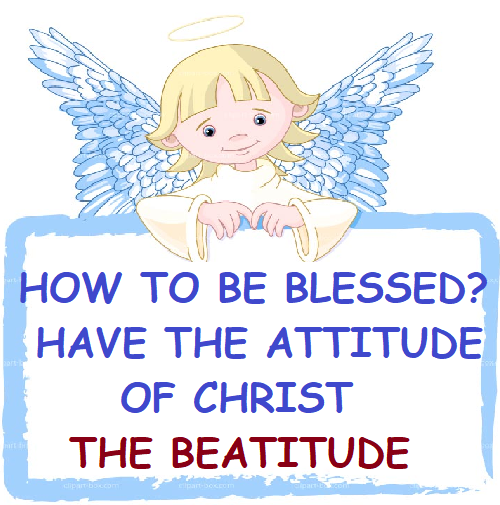 HOW TO BE BLESSED?
HAVE THE ATTITUDE
OF CHRIST
THE BEATITUDE